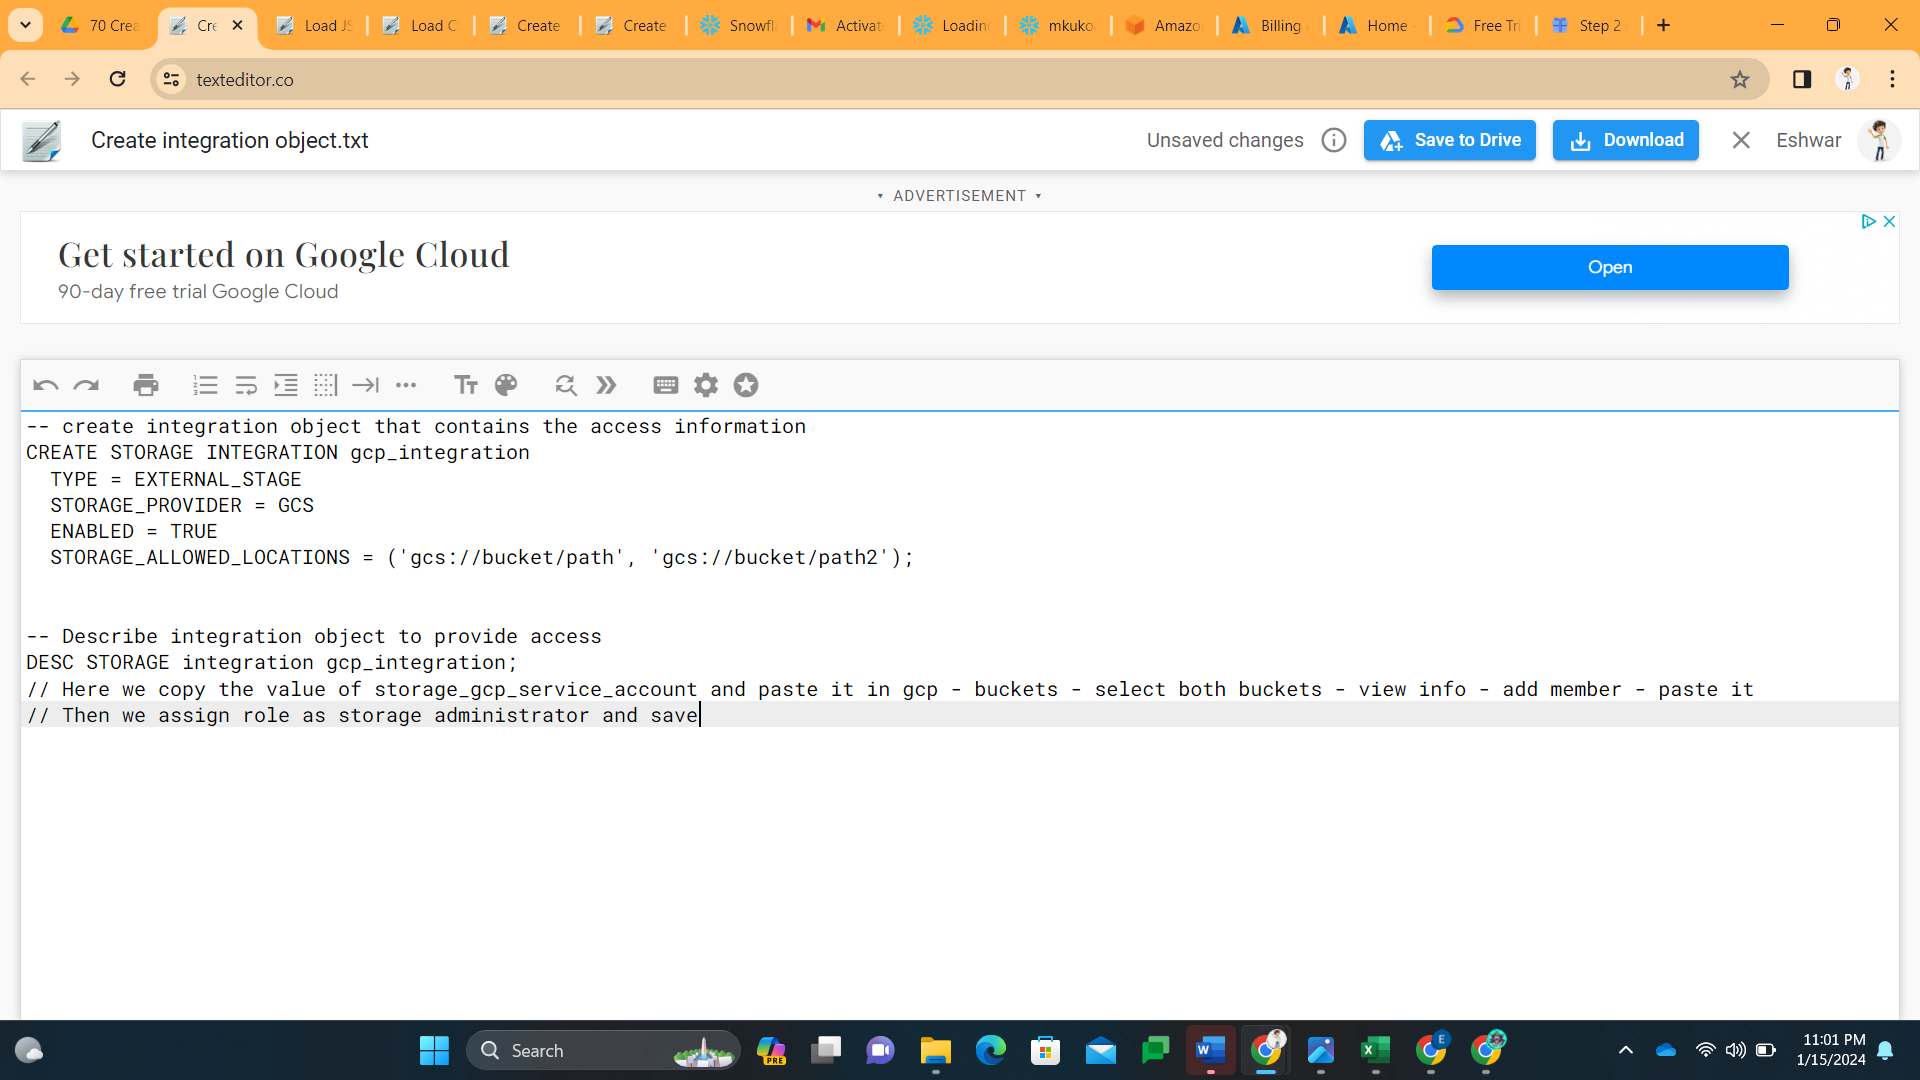 70 Crea
Cre
Load JS
Load C
Create
Create
Snowfl
Activat
Loading
mkuko
Amazo
Billing
Home
Free Tri
Step 2
texteditor.co
Create integration object.txt
Unsaved changes
Save to Drive
Download
Eshwar
ADVERTISEMENT
Get started on Google Cloud
90-day free trial Google Cloud
Open
-- create integration object that contains the access information
CREATE STORAGE INTEGRATION gcp_integration
TYPE = EXTERNAL_STAGE
STORAGE_PROVIDER = GCS
ENABLED = TRUE
STORAGE_ALLOWED_LOCATIONS = ('gcs://bucket/path', 'gcs://bucket/path2');
-- Describe integration object to provide access
DESC STORAGE integration gcp_integration;
// Here we copy the value of storage_gcp_service_account and paste it in gcp - buckets - select both buckets - view info - add member - paste it
// Then we assign role as storage administrator and save
Search
PRE
11:01 PM
1/15/2024